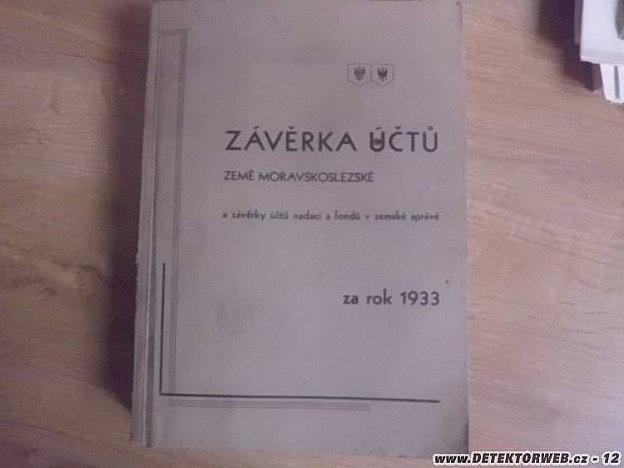 ZÁVĚRKA ÚČTŮ
ZEMĚ MORAVSKOSLEZSKÉ
a závěrky účtů nadací a fondů v zemské správě
za rok 1933
WWW.DETEKTORWEB.cz - 12